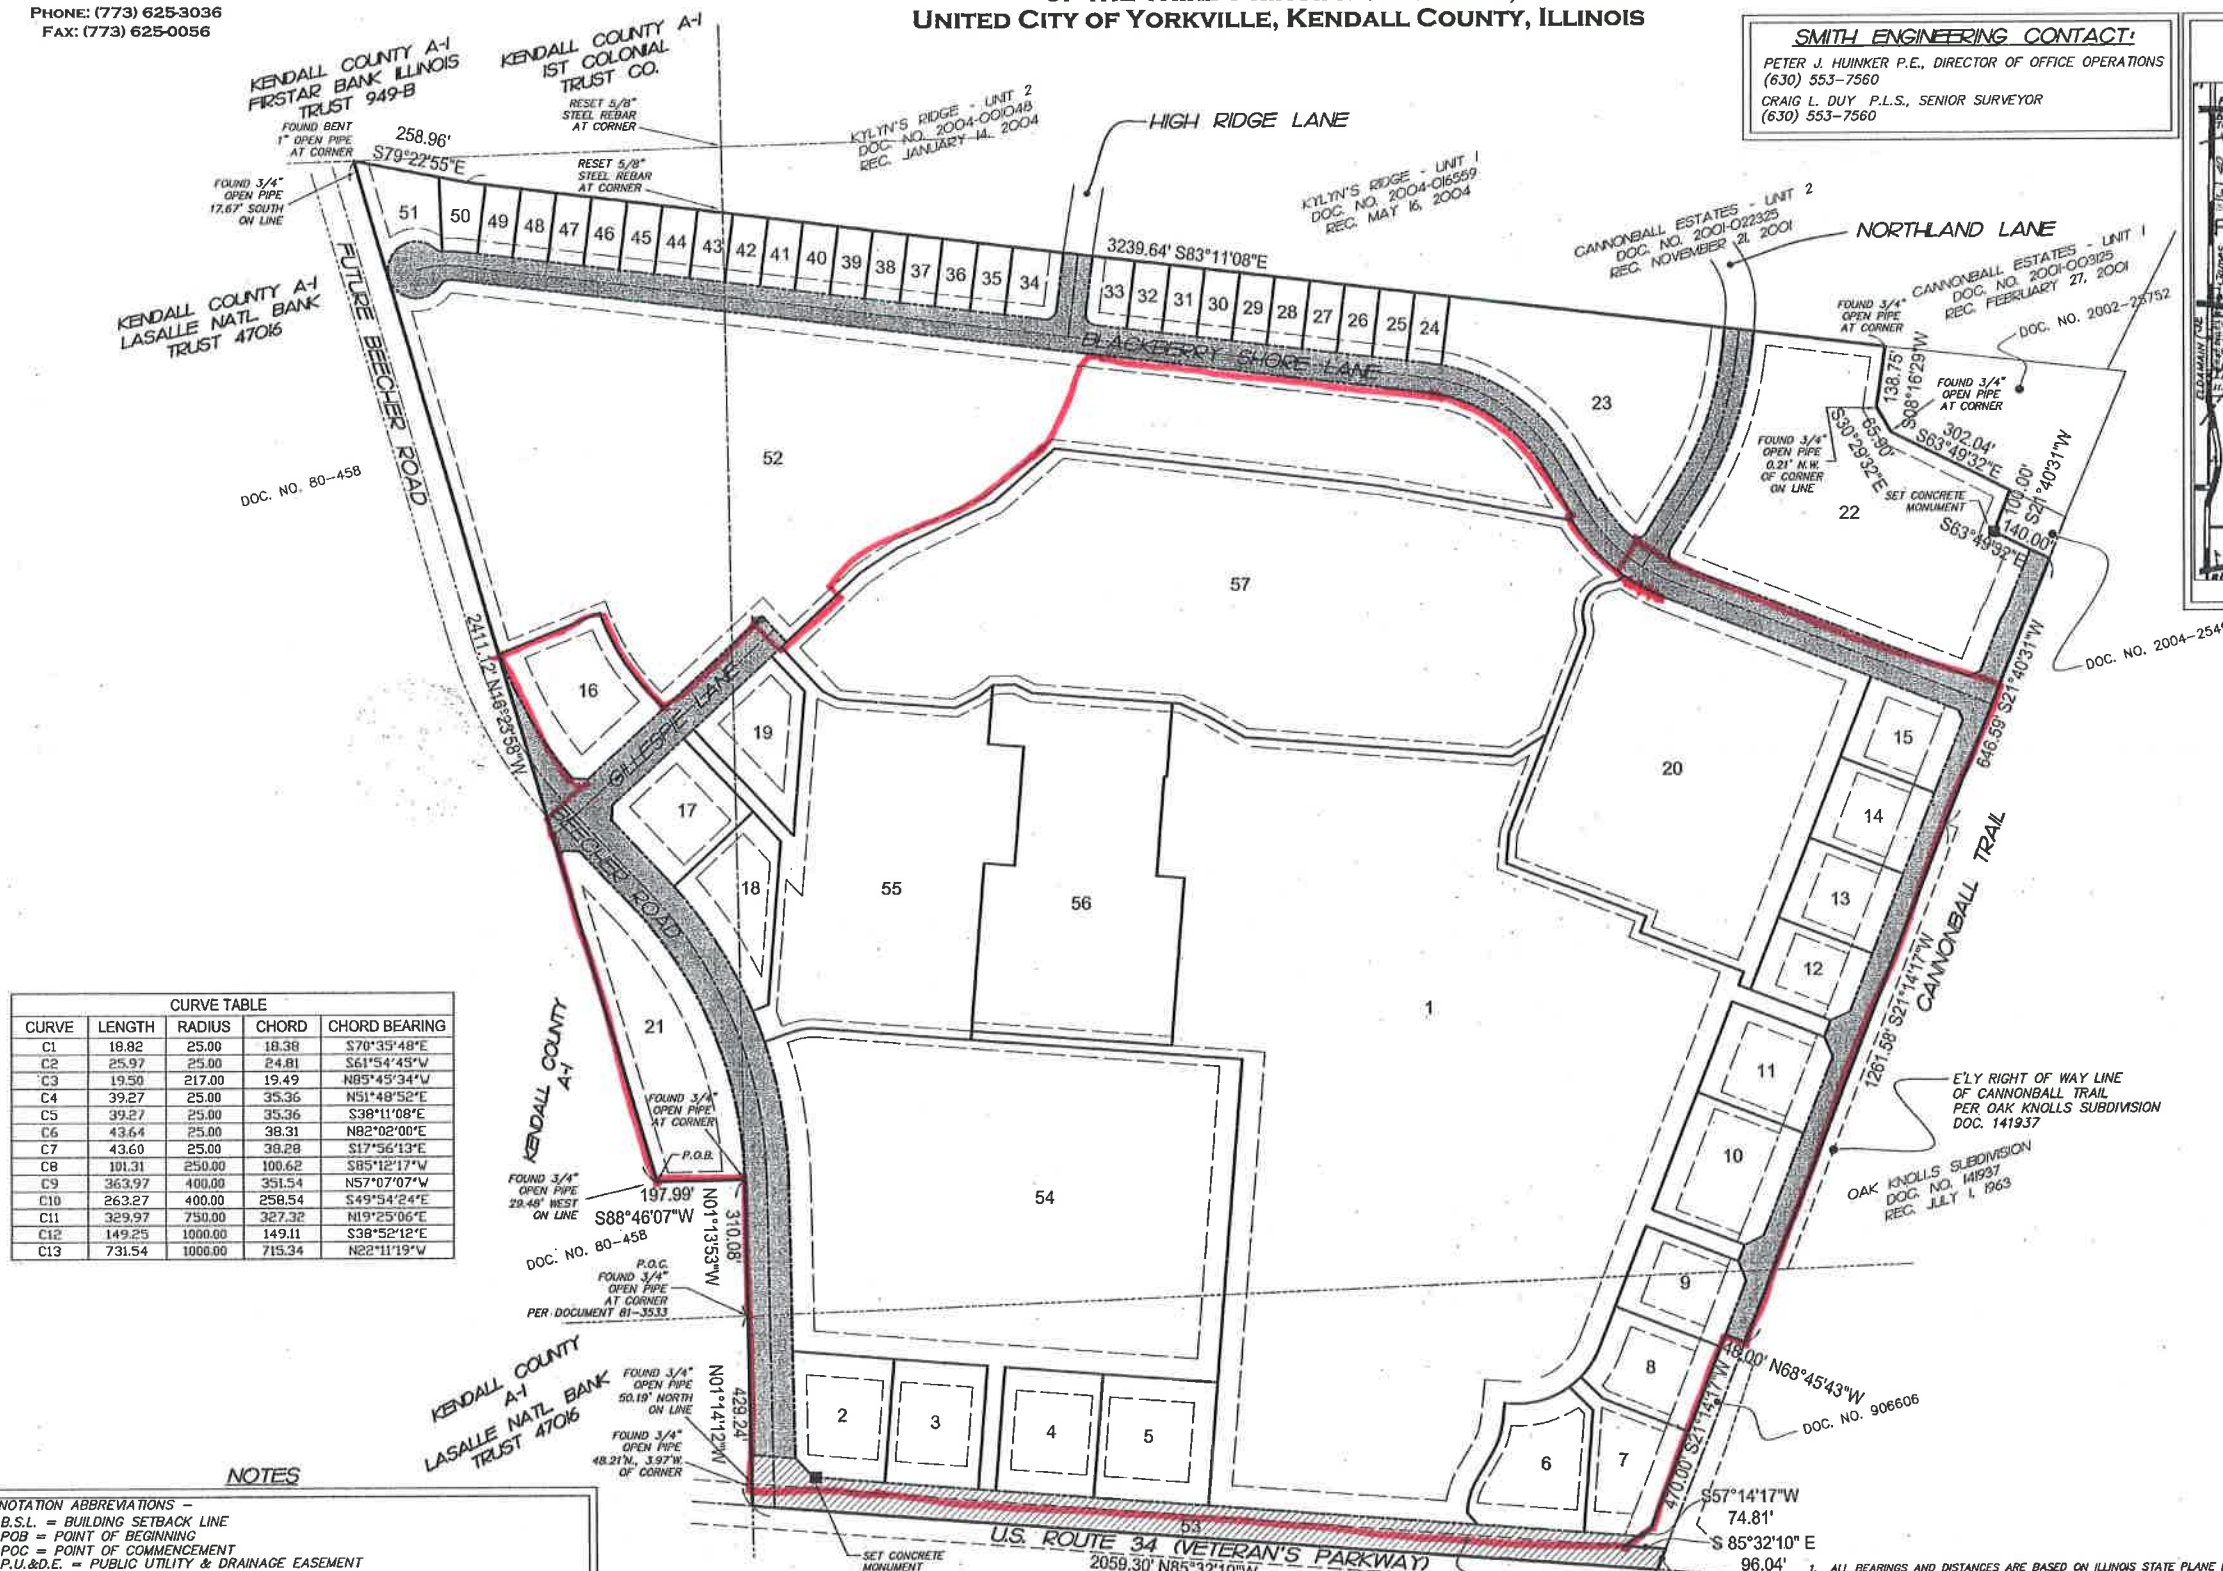 PHONE: (773) 625-3036
FAX: (773) 625-0056
UNITED CITY OF YORKVILLE, KENDALL COUNTY, ILLINOIS
SMITH ENGINEERING CONTACT:
PETER J. HUINKER P.E., DIRECTOR OF OFFICE OPERATIONS
(630) 553-7560
CRAIG L. DUY P.L.S., SENIOR SURVEYOR
(630) 553-7560
KENDALL COUNTY A-1
FIRSTAR BANK ILLINOIS
TRUST 949-B
KENDALL COUNTY A-1
1ST COLONIAL
TRUST CO.
RESET 5/8"
STEEL REBAR
AT CORNER
FOUND BENT
1" OPEN PIPE
AT CORNER
258.96'
S79°22'55"E
RESET 5/8"
STEEL REBAR
AT CORNER
KYLYN'S RIDGE - UNIT 2
DOC. NO. 2004-001048
REC. JANUARY 14, 2004
HIGH RIDGE LANE
KYLYN'S RIDGE - UNIT 1
DOC. NO. 2004-016559
REC. MAY 16, 2004
CANNONBALL ESTATES - UNIT 2
DOC. NO. 2001-022325
REC. NOVEMBER 21, 2001
NORTHLAND LANE
CANNONBALL ESTATES - UNIT 1
DOC. NO. 2001-003125
REC. FEBRUARY 27, 2001
DOC. NO. 2002-25752
FOUND 3/4"
OPEN PIPE
17.67' SOUTH
ON LINE
KENDALL COUNTY A-1
LASALLE NATL BANK
TRUST 47016
FUTURE BEECHER ROAD
DOC. NO. 80-458
51
50
49
48
47
46
45
44
43
42
41
40
39
38
37
36
35
34
3239.64' S83°11'08"E
33
32
31
30
29
28
27
26
25
24
BLACKBERRY SHORE LANE
FOUND 3/4"
OPEN PIPE
AT CORNER
138.75'
S08°16'29"W
FOUND 3/4"
OPEN PIPE
AT CORNER
65.90'
S30°29'32"E
302.04'
S63°49'32"E
FOUND 3/4"
OPEN PIPE
0.21' N.W.
OF CORNER
ON LINE
SET CONCRETE
MONUMENT
100.00'
S21°40'31"W
140.00'
S63°49'32"E
23
22
52
57
646.59' S21°40'31"W
2411.12' N16°23'58"W
16
GILLESPIE LANE
19
17
18
BEECHER ROAD
21
55
56
1
20
15
14
13
12
11
10
9
8
7
6
CANNONBALL TRAIL
1261.58' S21°14'17"W
E'LY RIGHT OF WAY LINE
OF CANNONBALL TRAIL
PER OAK KNOLLS SUBDIVISION
DOC. 141937
OAK KNOLLS SUBDIVISION
DOC. NO. 141937
REC. JULY 1, 1963
CURVE TABLE
CURVE LENGTH RADIUS CHORD CHORD BEARING
C1 18.82 25.00 18.38 S70°35'48"E
C2 25.97 25.00 24.81 S61°54'45"W
C3 19.50 217.00 19.49 N85°45'34"W
C4 39.27 25.00 35.36 N51°48'52"E
C5 39.27 25.00 35.36 S38°11'08"E
C6 43.64 25.00 38.31 N82°02'00"E
C7 43.60 25.00 38.28 S17°56'13"E
C8 101.31 250.00 100.62 S85°12'17"W
C9 363.97 400.00 351.54 N57°07'07"W
C10 263.27 400.00 258.54 S49°54'24"E
C11 329.97 750.00 327.32 N19°25'06"E
C12 149.25 1000.00 149.11 S38°52'12"E
C13 731.54 1000.00 715.34 N22°11'19"W
KENDALL COUNTY
A-1
FOUND 3/4"
OPEN PIPE
AT CORNER
P.O.B.
FOUND 3/4"
OPEN PIPE
29.48' WEST
ON LINE
197.99'
S88°46'07"W
DOC. NO. 80-458
310.08'
N01°13'53"W
P.O.C.
FOUND 3/4"
OPEN PIPE
AT CORNER
PER DOCUMENT 81-3533
54
KENDALL COUNTY
A-1
LASALLE NATL BANK
TRUST 47016
FOUND 3/4"
OPEN PIPE
50.19' NORTH
ON LINE
FOUND 3/4"
OPEN PIPE
48.21'N., 3.97'W.
OF CORNER
429.24'
N01°14'12"W
2
3
4
5
53
48.00' N68°45'43"W
DOC. NO. 906606
470.00' S21°14'17"W
S57°14'17"W
74.81'
S 85°32'10" E
96.04'
U.S. ROUTE 34 (VETERAN'S PARKWAY)
2059.30' N85°32'10"W
SET CONCRETE
MONUMENT
NOTES
NOTATION ABBREVIATIONS -
B.S.L. = BUILDING SETBACK LINE
POB = POINT OF BEGINNING
POC = POINT OF COMMENCEMENT
P.U.&D.E. = PUBLIC UTILITY & DRAINAGE EASEMENT
1. ALL BEARINGS AND DISTANCES ARE BASED ON ILLINOIS STATE PLANE